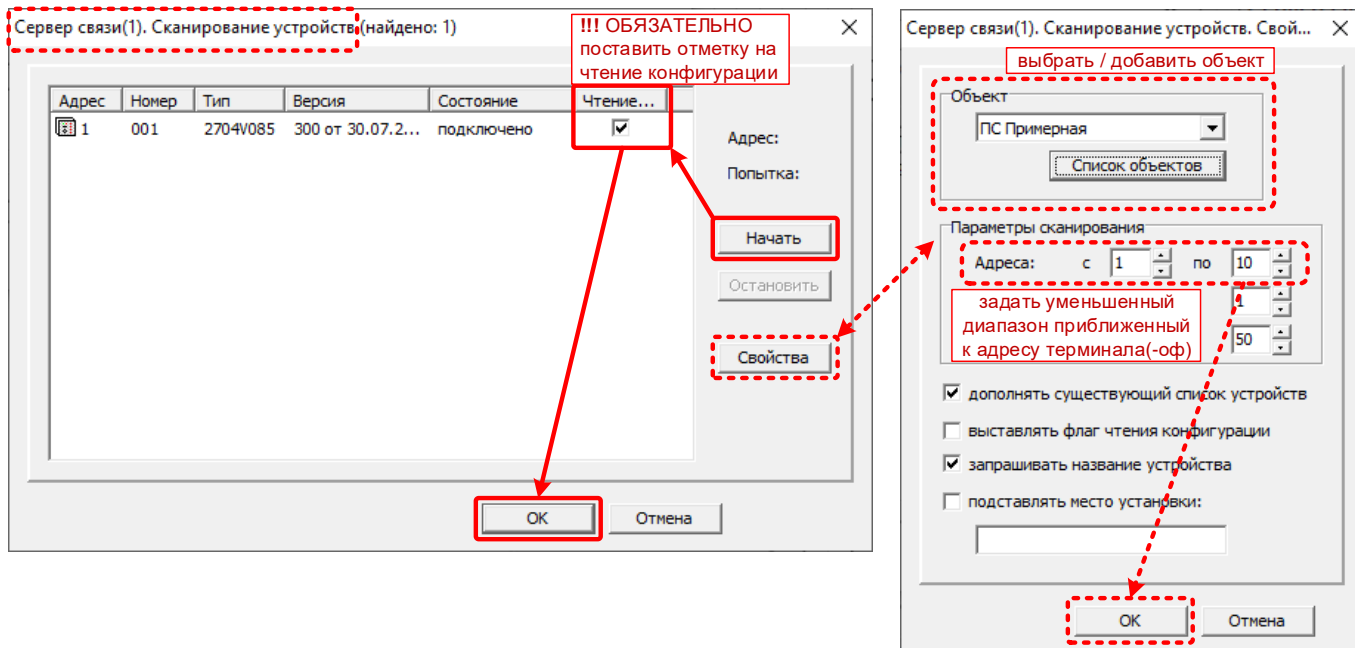 Сервер связи(1). Сканирование устройств (найдено: 1)
!!! ОБЯЗАТЕЛЬНО
поставить отметку на
чтение конфигурации
Адрес Номер Тип Версия Состояние Чтение...
1 001 2704V085 300 от 30.07.2... подключено
Адрес:
Попытка:
Начать
Остановить
Свойства
OK Отмена
Сервер связи(1). Сканирование устройств. Свой...
выбрать / добавить объект
Объект
ПС Примерная
Список объектов
Параметры сканирования
Адреса: с 1 по 10
задать уменьшенный
диапазон приближенный
к адресу терминала(-оф)
1
50
дополнять существующий список устройств
выставлять флаг чтения конфигурации
запрашивать название устройства
подставлять место установки:
OK Отмена